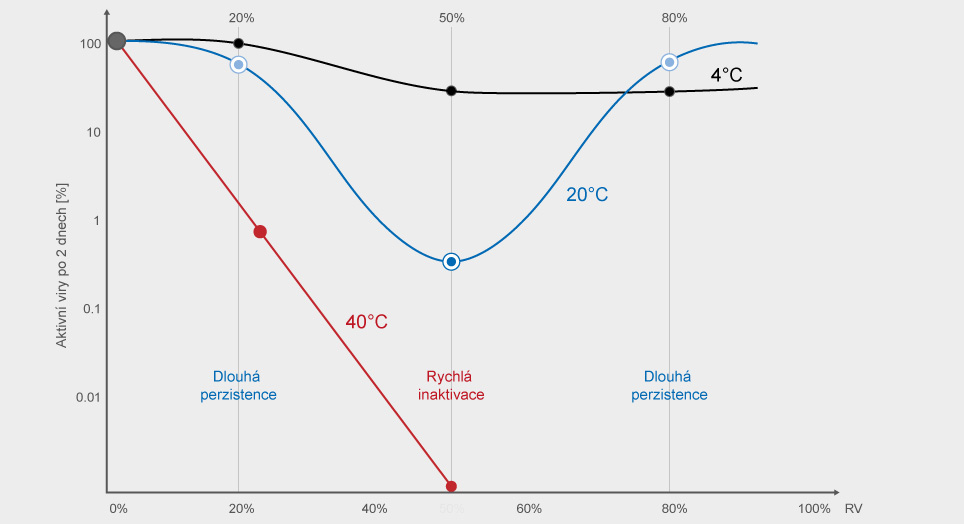 20% 50% 80%
100
10
1
0.1
0.01
Aktivní viry po 2 dnech [%]
4°C
20°C
40°C
Dlouhá
perzistence
Rychlá
inaktivace
Dlouhá
perzistence
0% 20% 40% 50% 60% 80% 100% RV